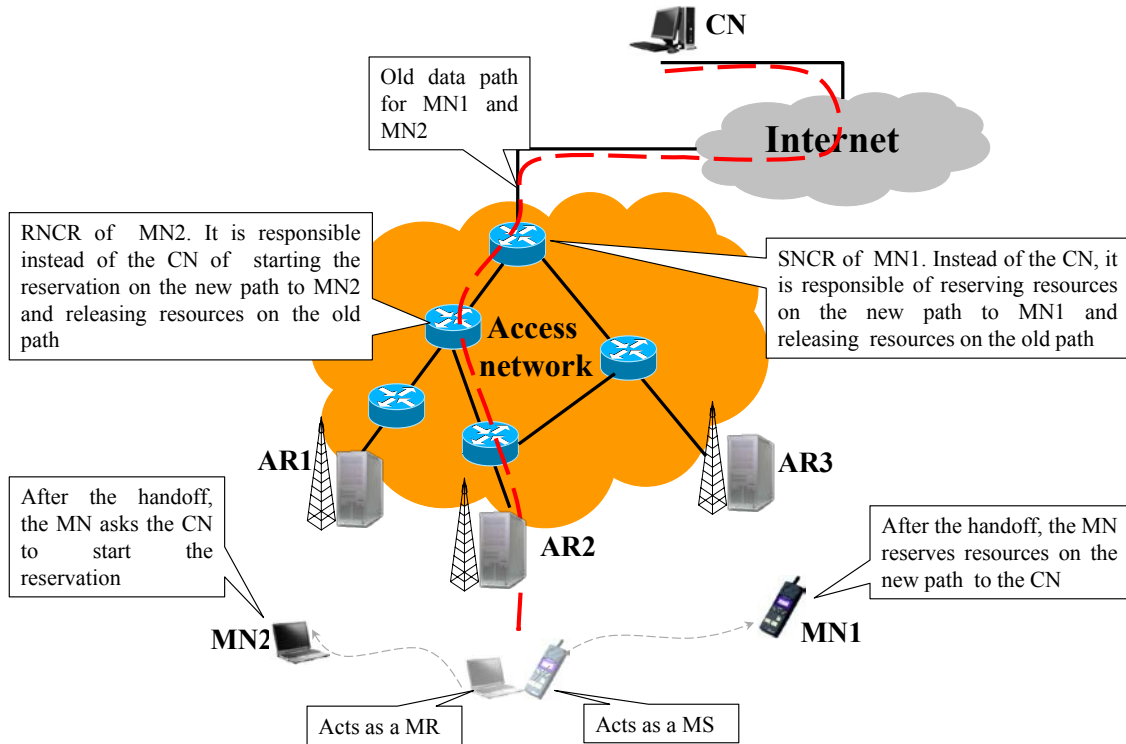 CN
Old data path
for MN1 and
MN2
Internet
RNCR of MN2. It is responsible
instead of the CN of starting the
reservation on the new path to MN2
and releasing resources on the old
path
SNCR of MN1. Instead of the CN, it
is responsible of reserving resources
on the new path to MN1 and
releasing resources on the old path
Access
network
AR1
AR3
After the handoff,
the MN asks the CN
to start the
reservation
AR2
After the handoff, the MN
reserves resources on the
new path to the CN
MN2
MN1
Acts as a MR
Acts as a MS